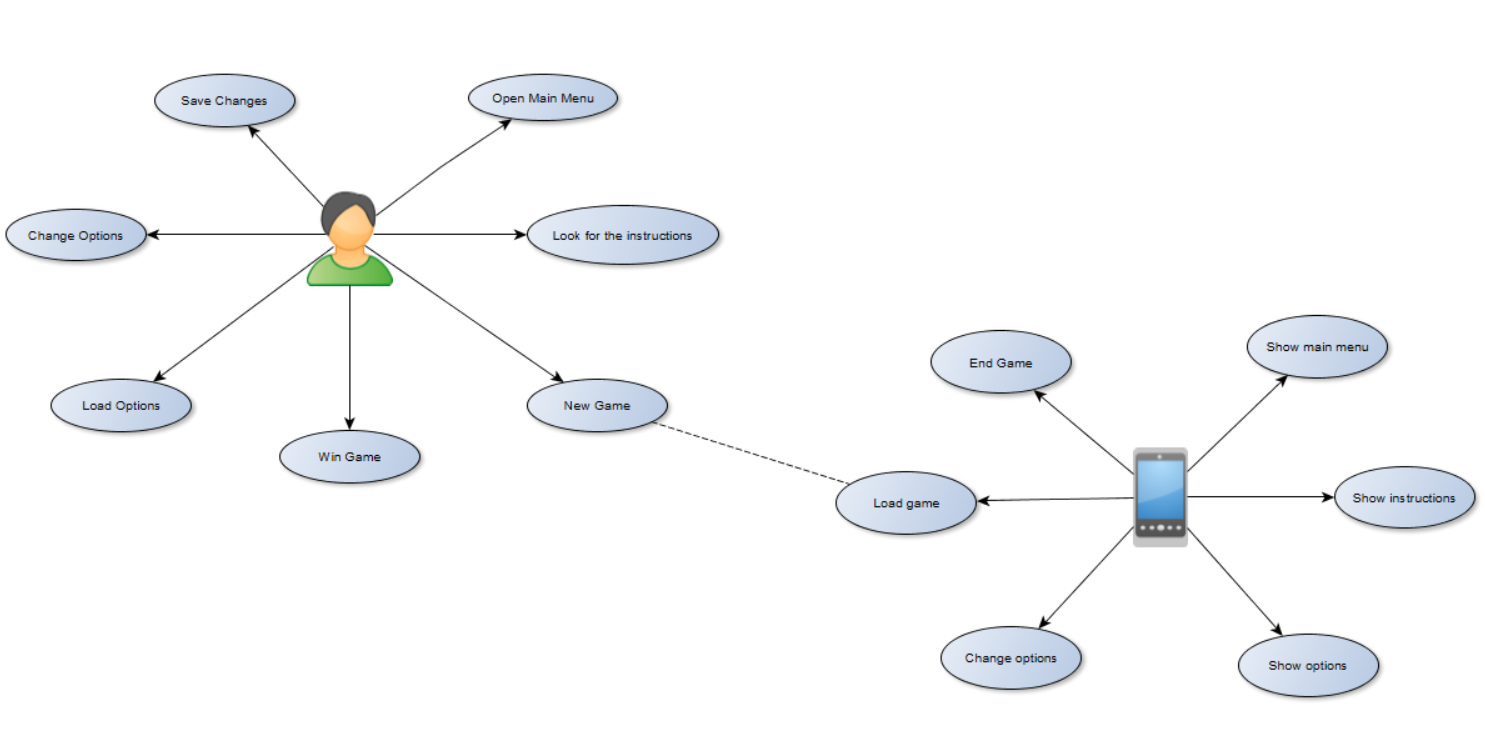 Save Changes
Open Main Menu
Change Options
Look for the instructions
Load Options
New Game
Win Game
End Game
Show main menu
Load game
Show instructions
Change options
Show options